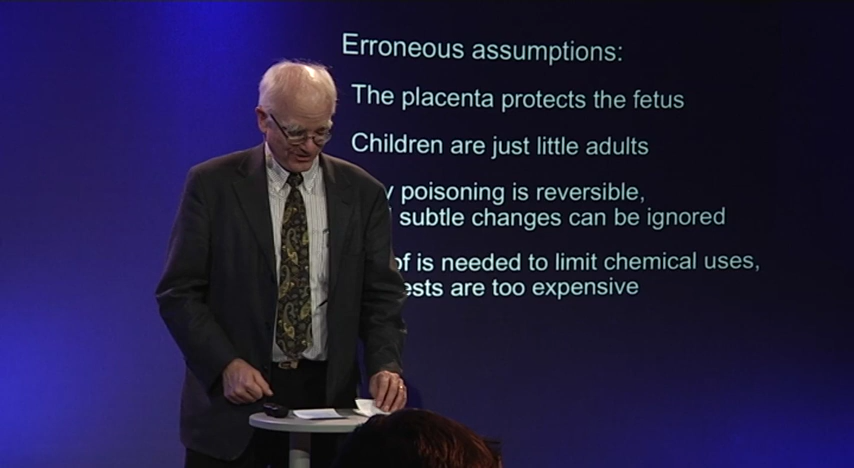 Erroneous assumptions:
The placenta protects the fetus
Children are just little adults
poisoning is reversible,
subtle changes can be ignored
is needed to limit chemical uses,
are too expensive